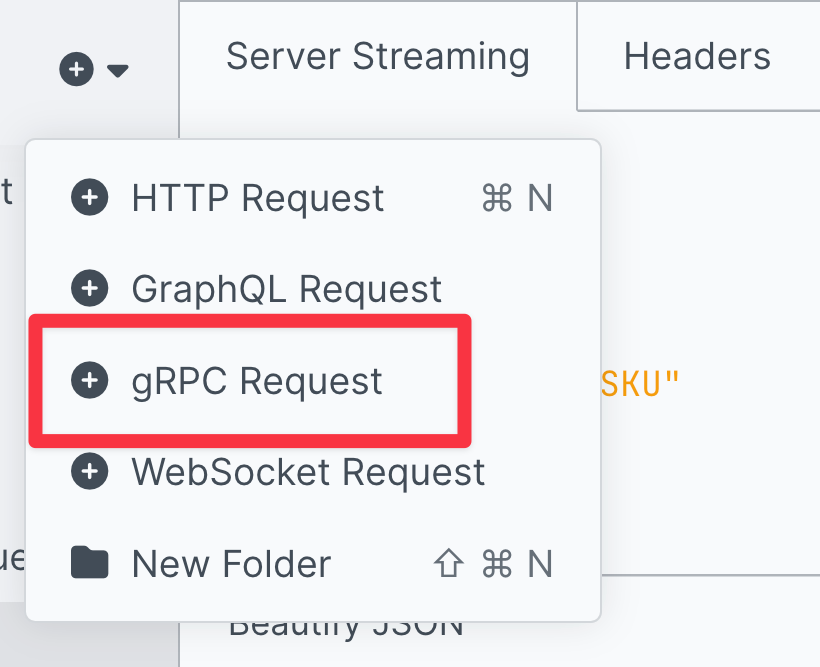 Server Streaming
Headers
t
HTTP Request ⌘ N
GraphQL Request
gRPC Request
SKU"
WebSocket Request
ue
New Folder ⇧ ⌘ N
Beautify JSON